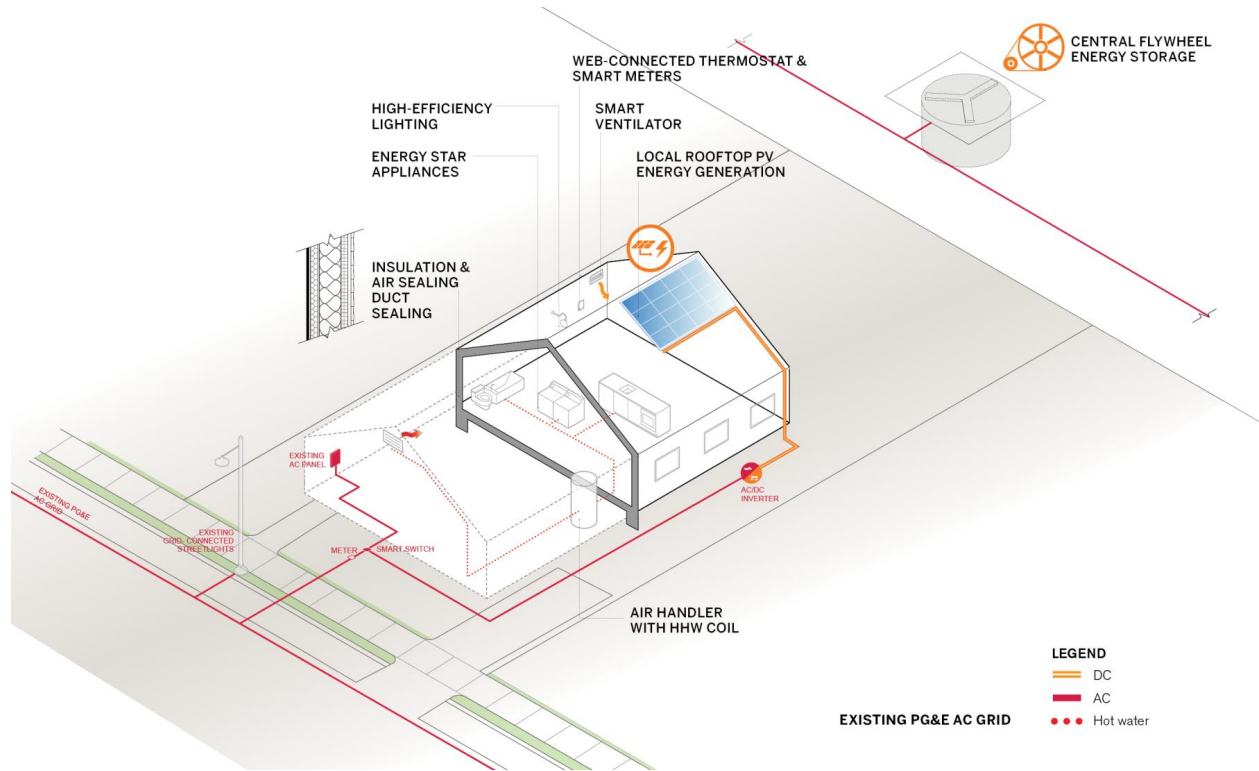 CENTRAL FLYWHEEL
ENERGY STORAGE
WEB-CONNECTED THERMOSTAT &
SMART METERS
HIGH-EFFICIENCY
LIGHTING
SMART
VENTILATOR
ENERGY STAR
APPLIANCES
LOCAL ROOFTOP PV
ENERGY GENERATION
INSULATION &
AIR SEALING
DUCT
SEALING
EXISTING
AC PANEL
EXISTING PG&E
AC GRID
EXISTING
GRID-CONNECTED
STREETLIGHTS
METER
SMART SWITCH
AC/DC
INVERTER
AIR HANDLER
WITH HHW COIL
EXISTING PG&E AC GRID
LEGEND
DC
AC
Hot water